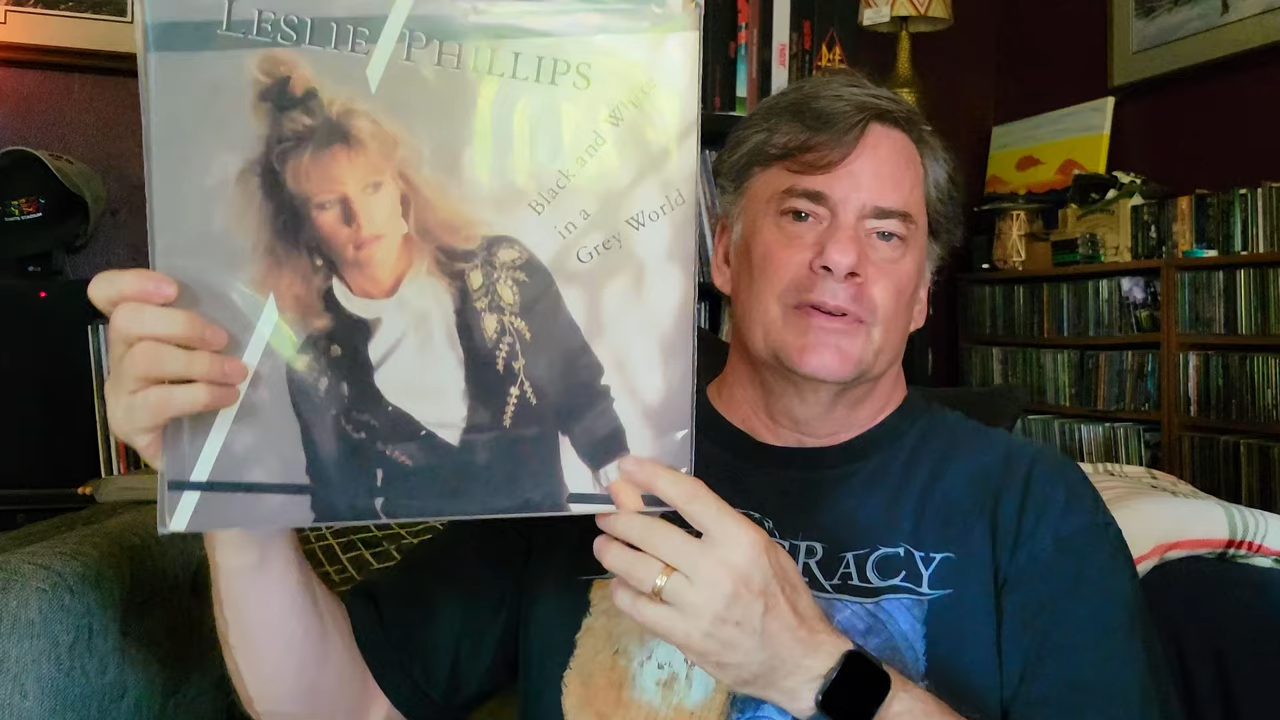 LESLIE PHILLIPS
Black and White
in a
Grey World
RACY